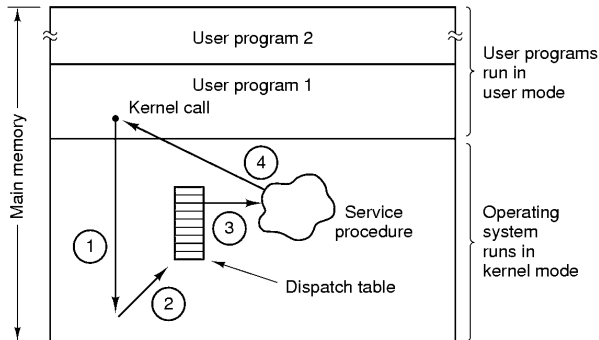 User program 2
User programs
run in
user mode
User program 1
Kernel call
Main memory
4
Service
procedure
3
Operating
system
runs in
kernel mode
1
Dispatch table
2